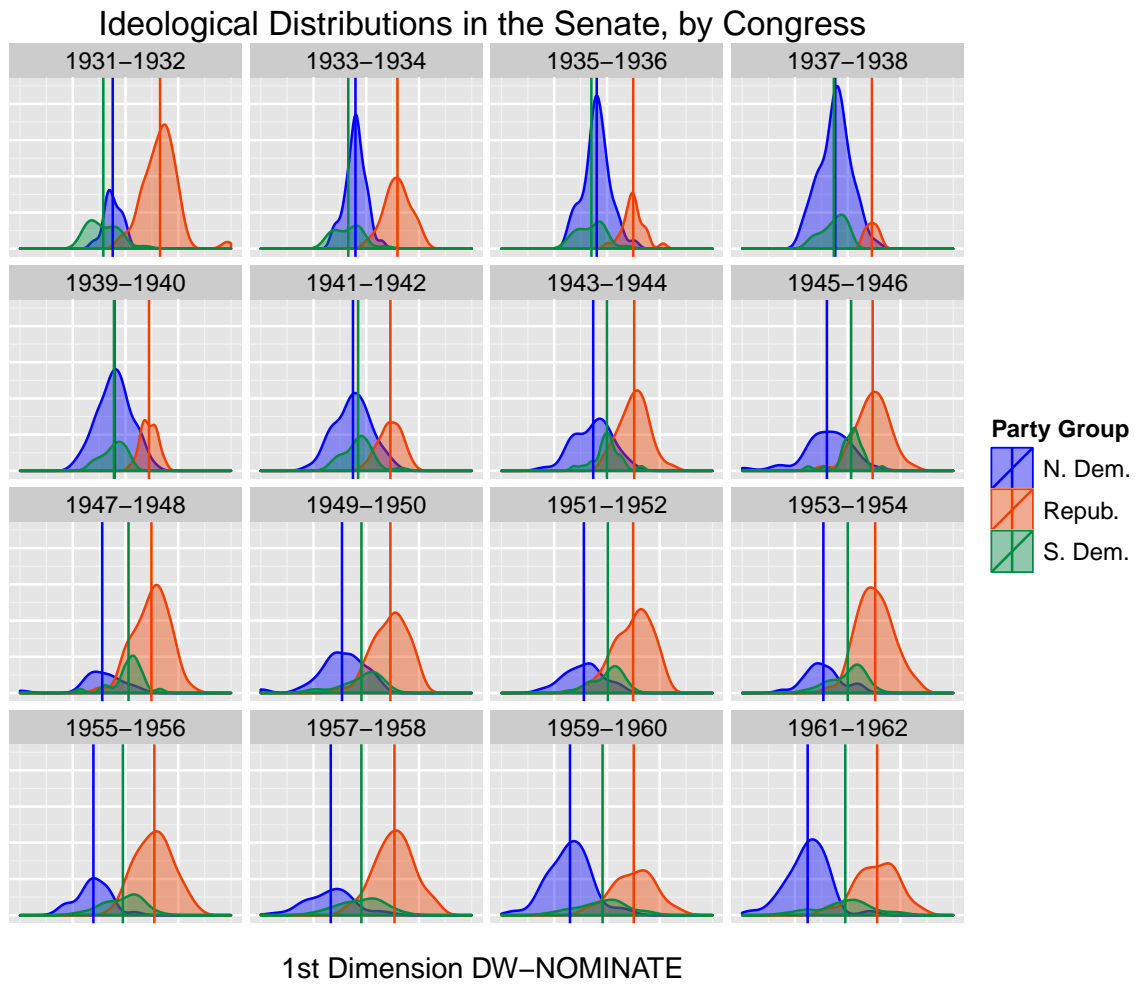 Ideological Distributions in the Senate, by Congress
1931−1932
1933−1934
1935−1936
1937−1938
1939−1940
1941−1942
1943−1944
1945−1946
1947−1948
1949−1950
1951−1952
1953−1954
1955−1956
1957−1958
1959−1960
1961−1962
Party Group
N. Dem.
Repub.
S. Dem.
1st Dimension DW−NOMINATE